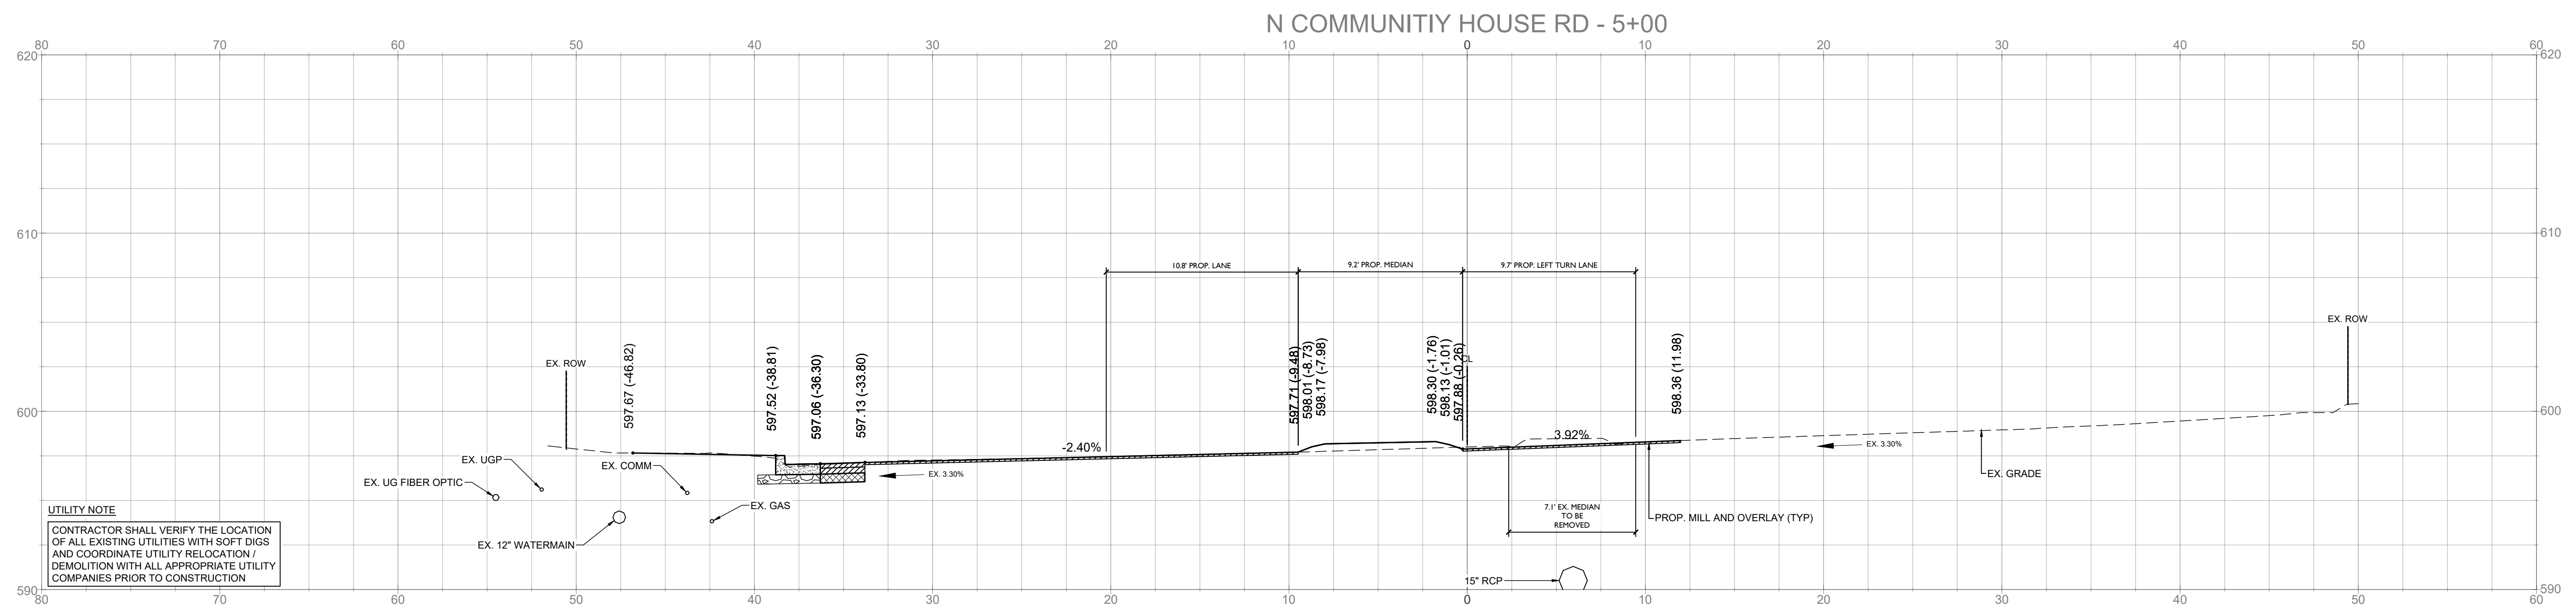 N COMMUNITIY HOUSE RD - 5+00
80 70 60 50 40 30 20 10 0 10 20 30 40 50 60
620 620
610 610
10.8' PROP. LANE
9.2' PROP. MEDIAN
9.7' PROP. LEFT TURN LANE
EX. ROW
EX. ROW
597.67 (-46.82)
597.52 (-38.81)
597.06 (-36.30)
597.13 (-33.80)
597.71 (-9.48)
598.01 (-8.73)
598.17 (-7.98)
598.30 (-1.76)
598.13 (-1.01)
597.88 (-0.26)
CL
598.36 (11.98)
600 600
-2.40%
3.92%
EX. 3.30%
EX. 3.30%
EX. UGP
EX. COMM
EX. UG FIBER OPTIC
EX. GAS
EX. 12" WATERMAIN
EX. GRADE
7.1' EX. MEDIAN
TO BE
REMOVED
PROP. MILL AND OVERLAY (TYP)
15" RCP
UTILITY NOTE
CONTRACTOR SHALL VERIFY THE LOCATION
OF ALL EXISTING UTILITIES WITH SOFT DIGS
AND COORDINATE UTILITY RELOCATION /
DEMOLITION WITH ALL APPROPRIATE UTILITY
COMPANIES PRIOR TO CONSTRUCTION
590 590
80 70 60 50 40 30 20 10 0 10 20 30 40 50 60